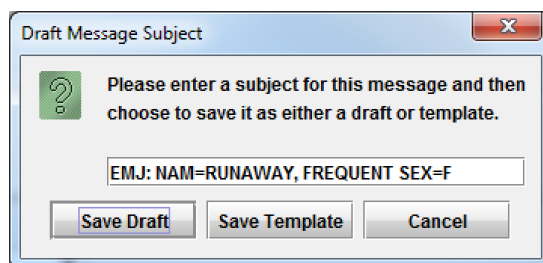 Draft Message Subject
Please enter a subject for this message and then
choose to save it as either a draft or template.
EMJ: NAM=RUNAWAY, FREQUENT SEX=F
Save Draft Save Template Cancel